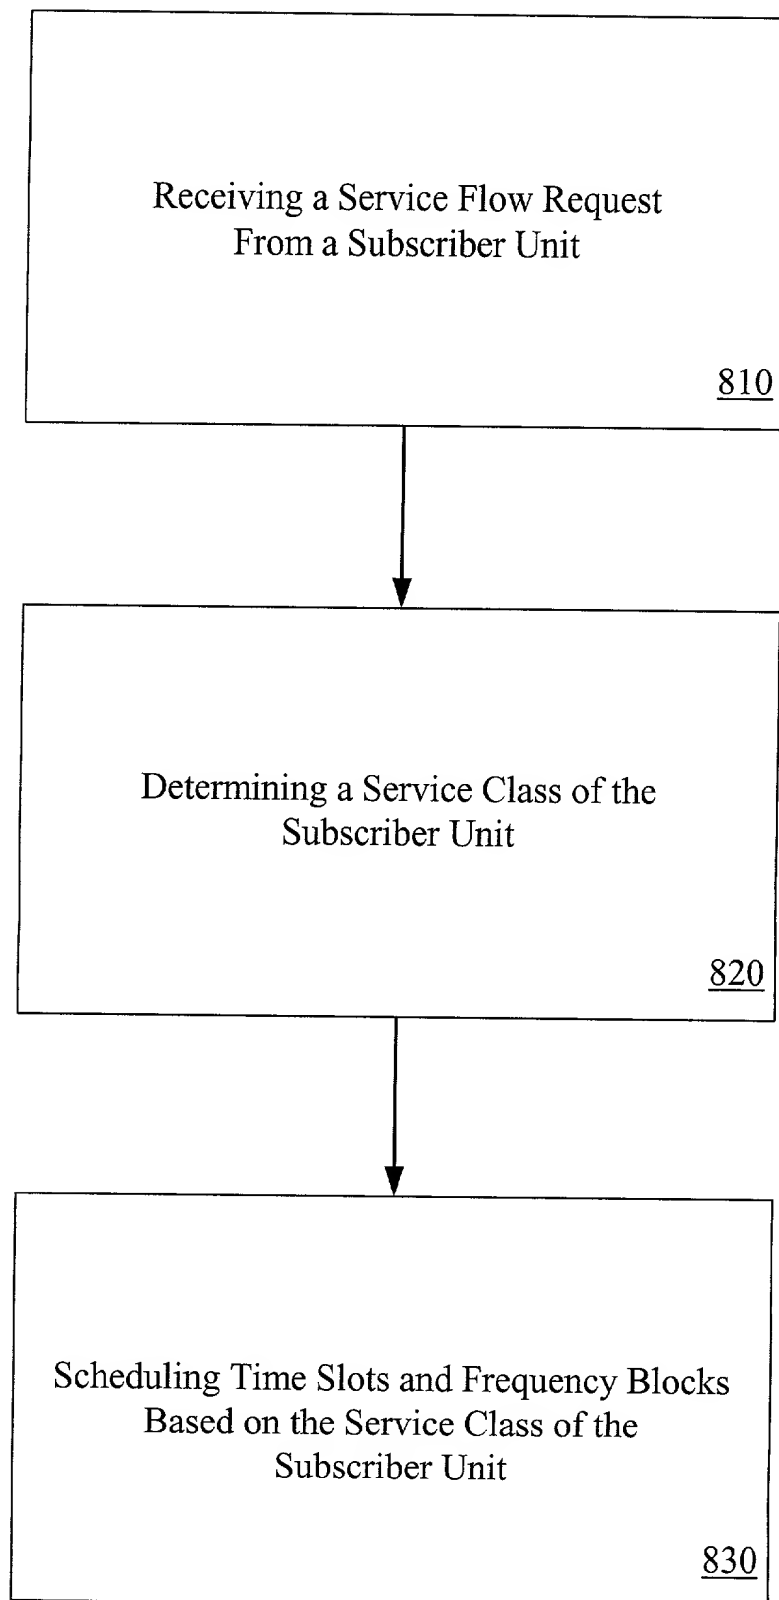 Receiving a Service Flow Request
From a Subscriber Unit
810
Determining a Service Class of the
Subscriber Unit
820
Scheduling Time Slots and Frequency Blocks
Based on the Service Class of the
Subscriber Unit
830